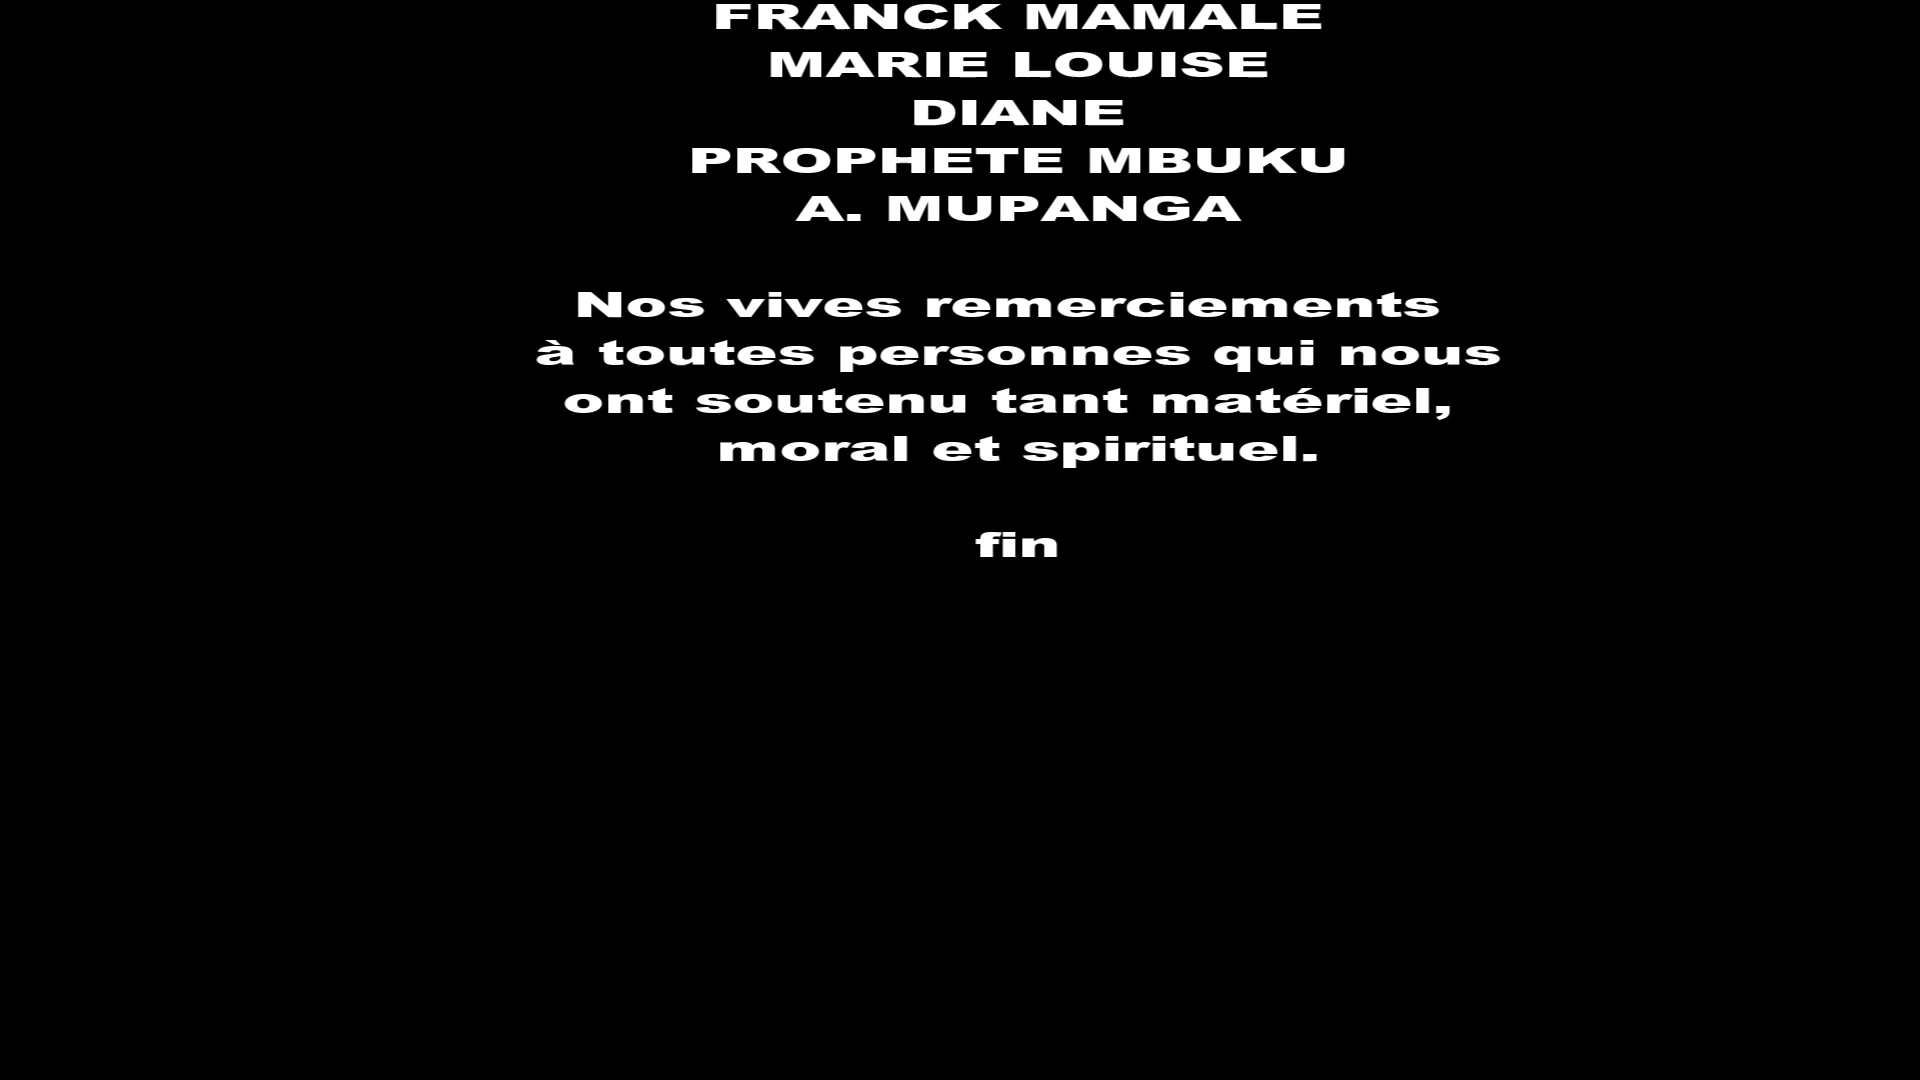 FRANCK MAMALE
MARIE LOUISE
DIANE
PROPHETE MBUKU
A. MUPANGA
Nos vives remerciements
à toutes personnes qui nous
ont soutenu tant matériel,
moral et spirituel.
fin